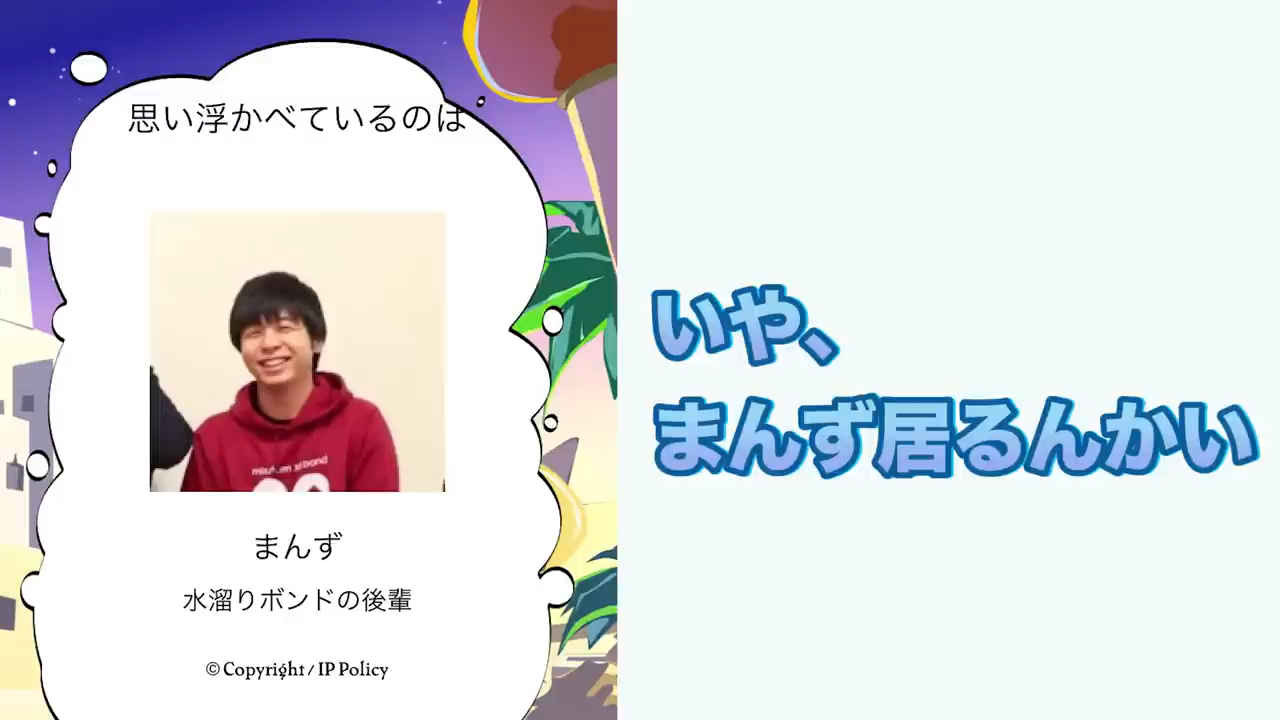 思い浮かべているのは
まんず
水溜りボンドの後輩
© Copyright / IP Policy
いや、
まんず居るんかい